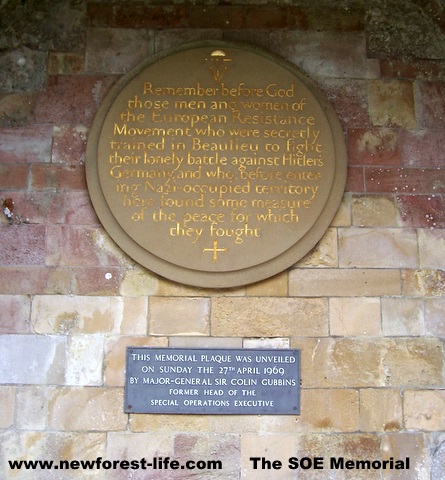 Remember before God
those men and women of
the European Resistance
Movement who were secretly
trained in Beaulieu to fight
their lonely battle against Hitler's
Germany and who, before enter-
ing Nazi-occupied territory
here found some measure
of the peace for which
they fought
THIS MEMORIAL PLAQUE WAS UNVEILED
ON SUNDAY THE 27TH APRIL 1969
BY MAJOR-GENERAL SIR COLIN GUBBINS
FORMER HEAD OF THE
SPECIAL OPERATIONS EXECUTIVE
www.newforest-life.com The SOE Memorial